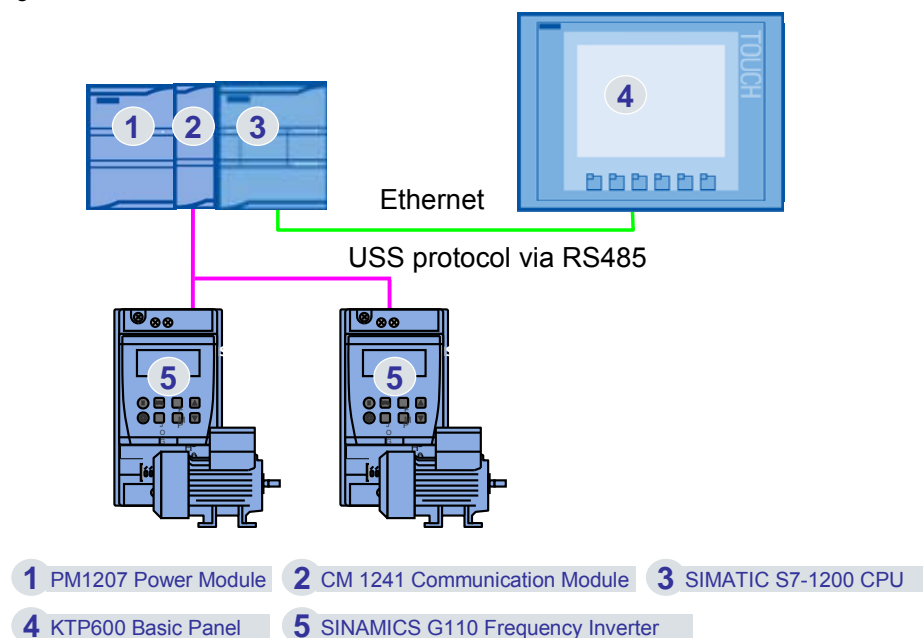 TOUCH
1 2 3 4
Ethernet
USS protocol via RS485
5 5
1 PM1207 Power Module 2 CM 1241 Communication Module 3 SIMATIC S7-1200 CPU
4 KTP600 Basic Panel 5 SINAMICS G110 Frequency Inverter